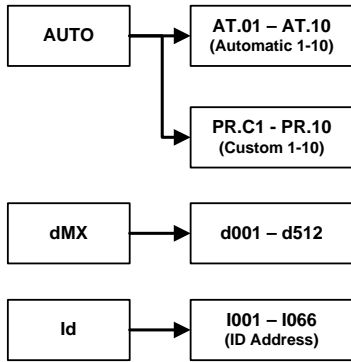 AUTO
AT.01 – AT.10
(Automatic 1-10)
PR.C1 - PR.10
(Custom 1-10)
dMX
d001 – d512
Id
I001 – I066
(ID Address)